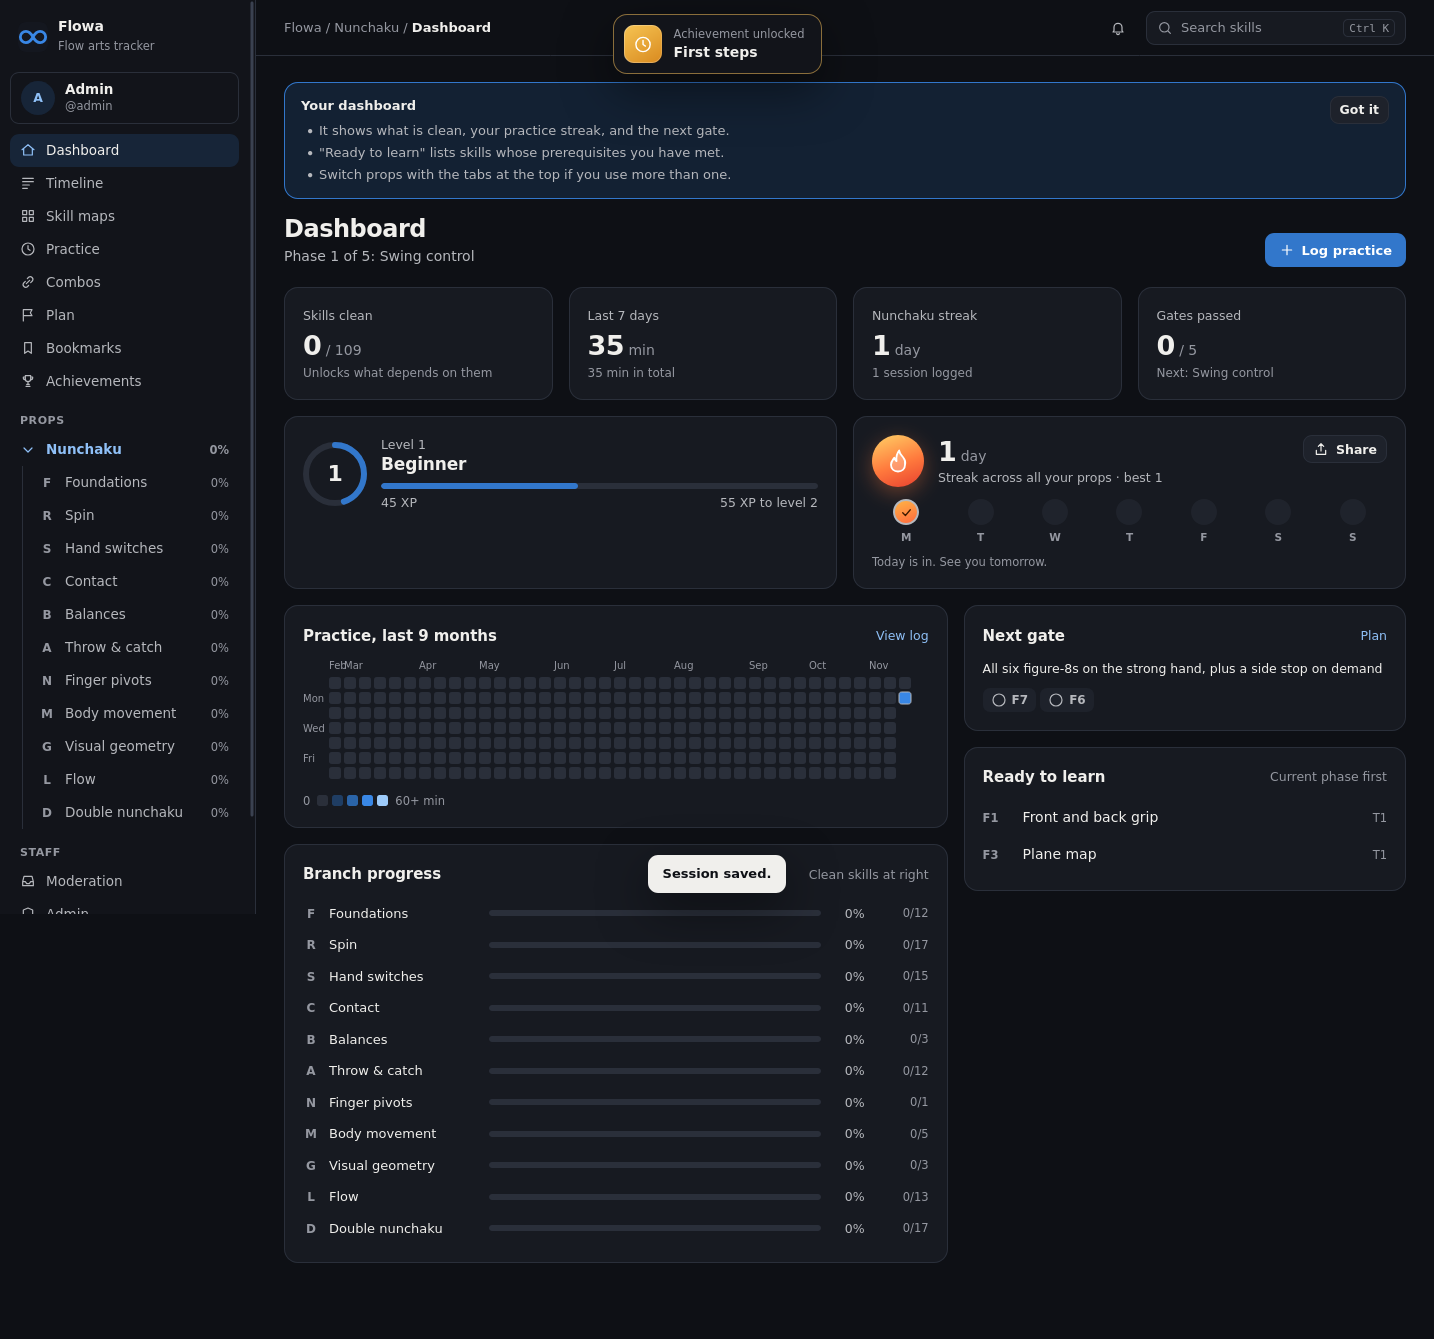 Flowa
Flow arts tracker
A
Admin
@admin
Dashboard
Timeline
Skill maps
Practice
Combos
Plan
Bookmarks
Achievements
PROPS
Nunchaku 0%
F Foundations 0%
R Spin 0%
S Hand switches 0%
C Contact 0%
B Balances 0%
A Throw & catch 0%
N Finger pivots 0%
M Body movement 0%
G Visual geometry 0%
L Flow 0%
D Double nunchaku 0%
STAFF
Moderation
Admin
Flowa / Nunchaku / Dashboard
Achievement unlocked
First steps
Search skills Ctrl K
Your dashboard
Got it
• It shows what is clean, your practice streak, and the next gate.
• "Ready to learn" lists skills whose prerequisites you have met.
• Switch props with the tabs at the top if you use more than one.
Dashboard
Phase 1 of 5: Swing control
Log practice
Skills clean
0 / 109
Unlocks what depends on them
Last 7 days
35 min
35 min in total
Nunchaku streak
1 day
1 session logged
Gates passed
0 / 5
Next: Swing control
1
Level 1
Beginner
45 XP 55 XP to level 2
1 day
Streak across all your props · best 1
Share
M T W T F S S
Today is in. See you tomorrow.
Practice, last 9 months View log
Feb Mar Apr May Jun Jul Aug Sep Oct Nov
Mon
Wed
Fri
0 60+ min
Next gate Plan
All six figure-8s on the strong hand, plus a side stop on demand
F7 F6
Ready to learn Current phase first
F1 Front and back grip T1
F3 Plane map T1
Branch progress Clean skills at right
Session saved.
F Foundations 0% 0/12
R Spin 0% 0/17
S Hand switches 0% 0/15
C Contact 0% 0/11
B Balances 0% 0/3
A Throw & catch 0% 0/12
N Finger pivots 0% 0/1
M Body movement 0% 0/5
G Visual geometry 0% 0/3
L Flow 0% 0/13
D Double nunchaku 0% 0/17